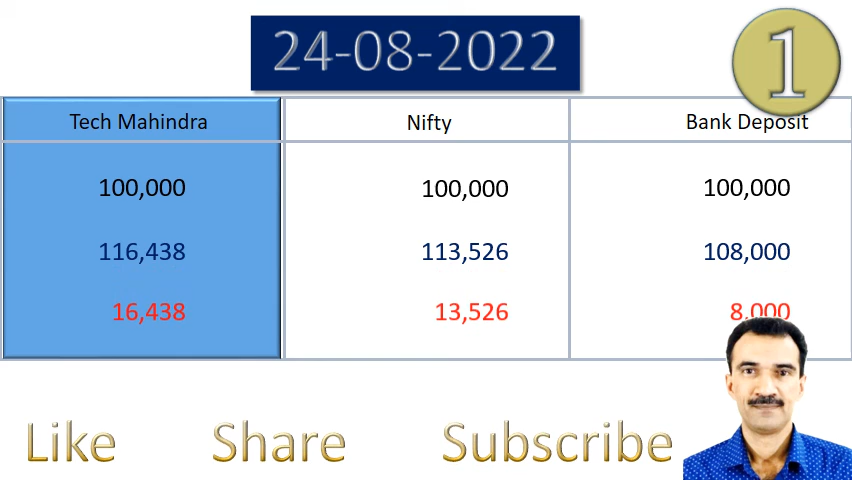 24-08-2022
1
Tech Mahindra Nifty Bank Deposit
100,000 100,000 100,000
116,438 113,526 108,000
16,438 13,526 8,000
Like Share Subscribe